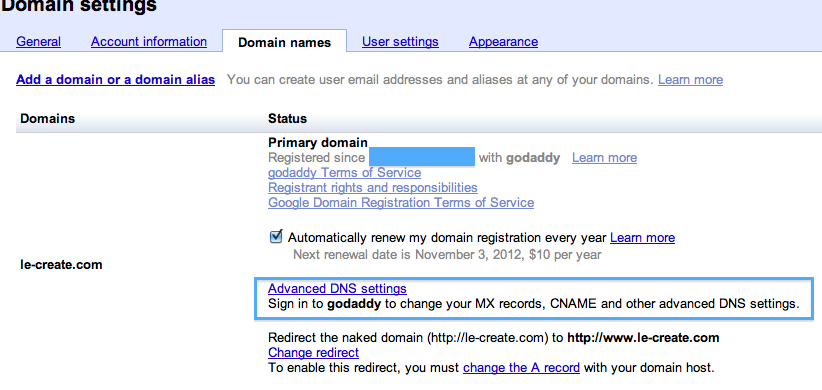 Domain settings
General Account information Domain names User settings Appearance
Add a domain or a domain alias You can create user email addresses and aliases at any of your domains. Learn more
Domains Status
Primary domain
Registered since with godaddy Learn more
godaddy Terms of Service
Registrant rights and responsibilities
Google Domain Registration Terms of Service
Automatically renew my domain registration every year Learn more
Next renewal date is November 3, 2012, $10 per year
le-create.com
Advanced DNS settings
Sign in to godaddy to change your MX records, CNAME and other advanced DNS settings.
Redirect the naked domain (http://le-create.com) to http://www.le-create.com
Change redirect
To enable this redirect, you must change the A record with your domain host.